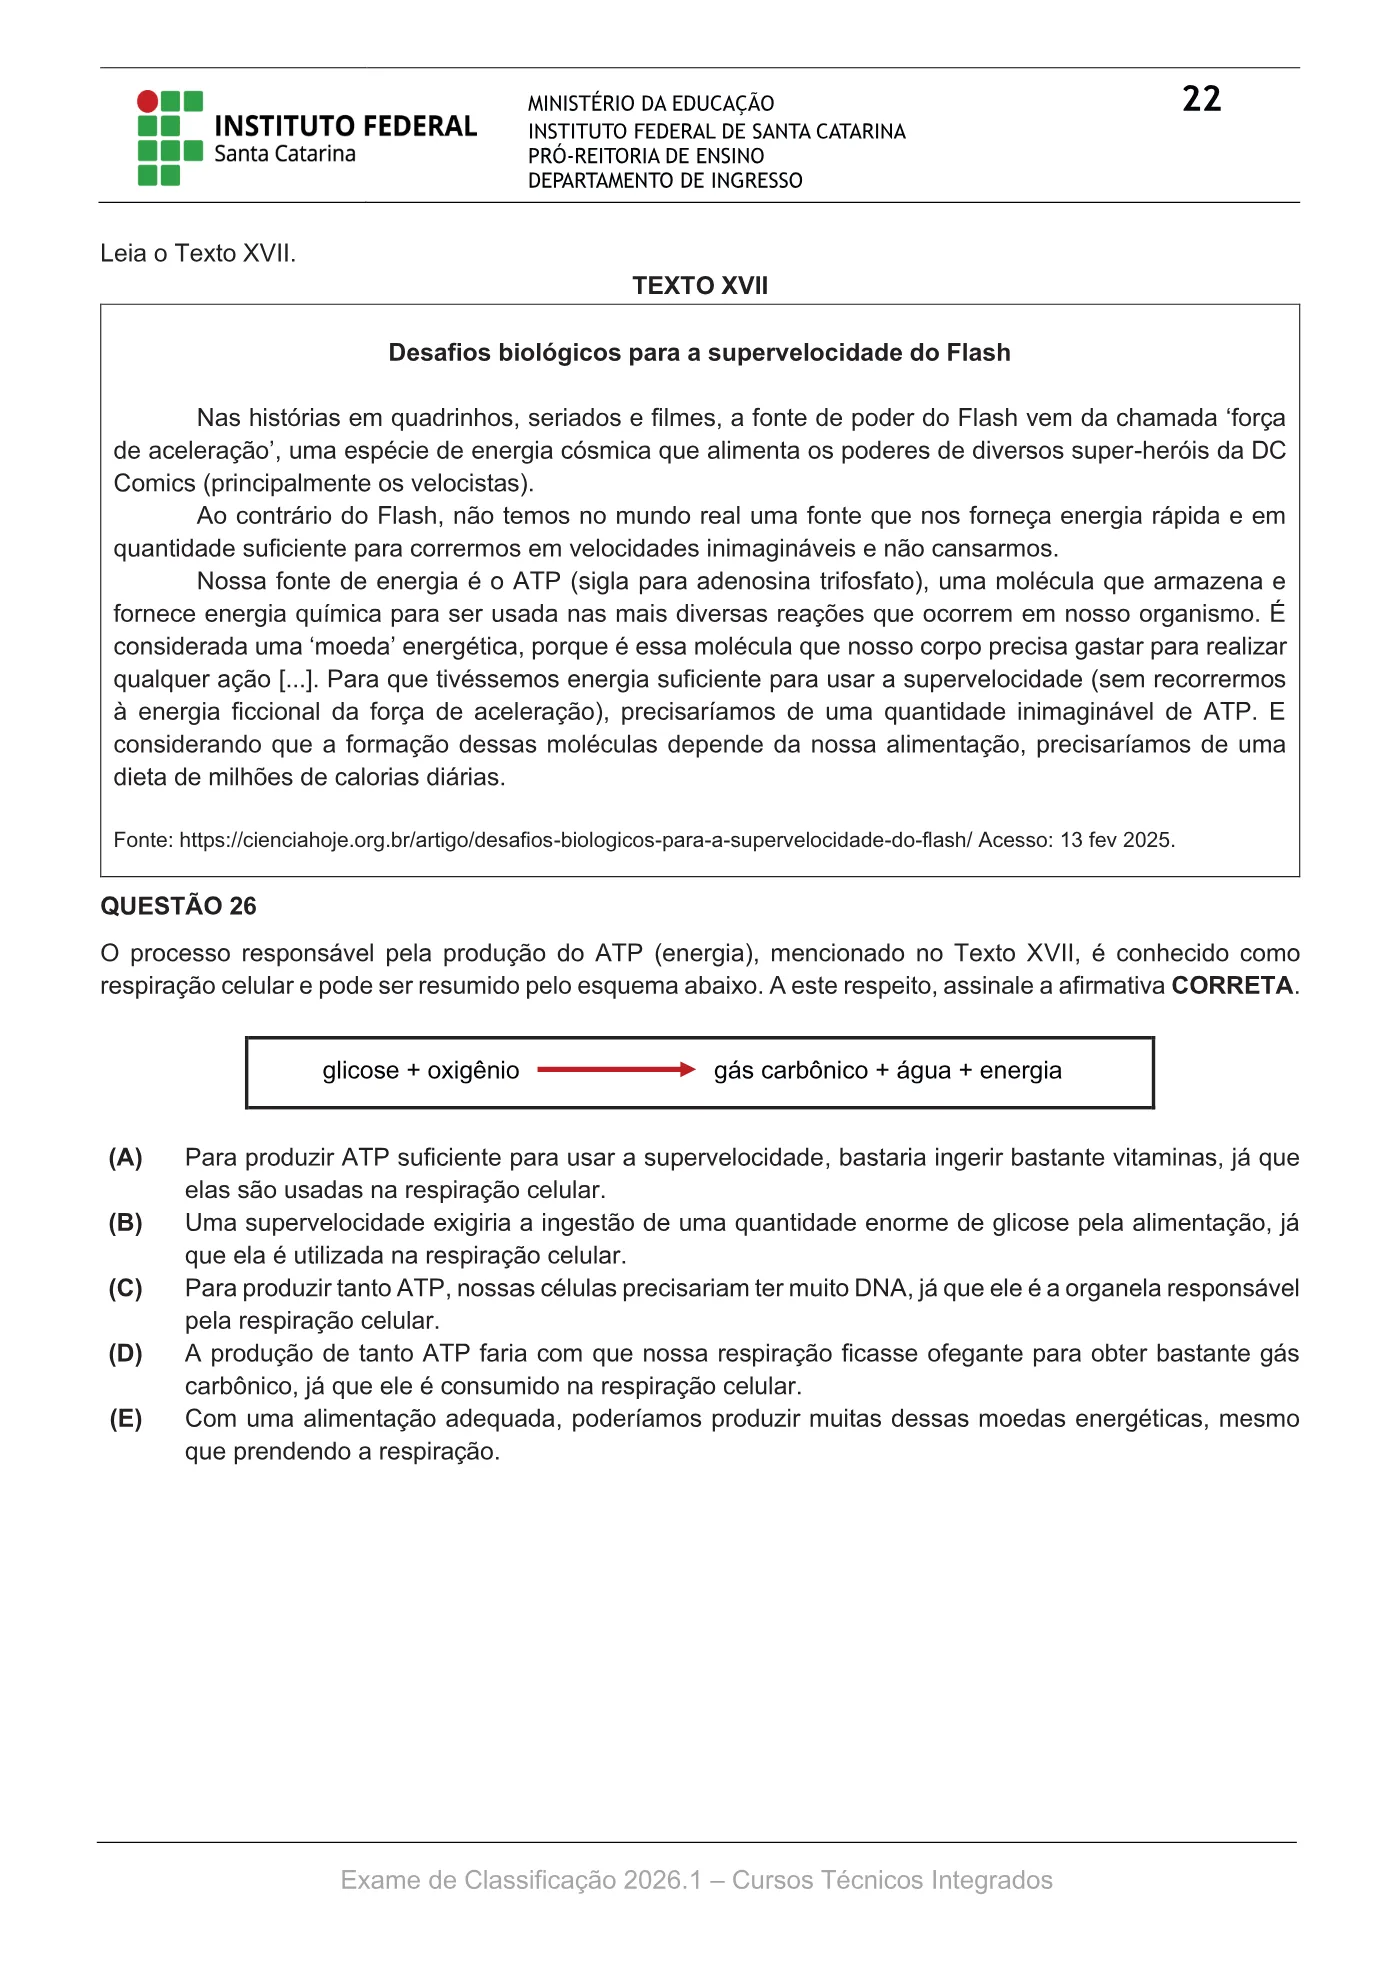 INSTITUTO FEDERAL
Santa Catarina
MINISTÉRIO DA EDUCAÇÃO
INSTITUTO FEDERAL DE SANTA CATARINA
PRÓ-REITORIA DE ENSINO
DEPARTAMENTO DE INGRESSO
22
Leia o Texto XVII.
TEXTO XVII
Desafios biológicos para a supervelocidade do Flash
Nas histórias em quadrinhos, seriados e filmes, a fonte de poder do Flash vem da chamada ‘força
de aceleração’, uma espécie de energia cósmica que alimenta os poderes de diversos super-heróis da DC
Comics (principalmente os velocistas).
Ao contrário do Flash, não temos no mundo real uma fonte que nos forneça energia rápida e em
quantidade suficiente para corrermos em velocidades inimagináveis e não cansarmos.
Nossa fonte de energia é o ATP (sigla para adenosina trifosfato), uma molécula que armazena e
fornece energia química para ser usada nas mais diversas reações que ocorrem em nosso organismo. É
considerada uma ‘moeda’ energética, porque é essa molécula que nosso corpo precisa gastar para realizar
qualquer ação [...]. Para que tivéssemos energia suficiente para usar a supervelocidade (sem recorrermos
à energia ficcional da força de aceleração), precisaríamos de uma quantidade inimaginável de ATP. E
considerando que a formação dessas moléculas depende da nossa alimentação, precisaríamos de uma
dieta de milhões de calorias diárias.
Fonte: https://cienciahoje.org.br/artigo/desafios-biologicos-para-a-supervelocidade-do-flash/ Acesso: 13 fev 2025.
QUESTÃO 26
O processo responsável pela produção do ATP (energia), mencionado no Texto XVII, é conhecido como
respiração celular e pode ser resumido pelo esquema abaixo. A este respeito, assinale a afirmativa CORRETA.
glicose + oxigênio gás carbônico + água + energia
(A) Para produzir ATP suficiente para usar a supervelocidade, bastaria ingerir bastante vitaminas, já que
elas são usadas na respiração celular.
(B) Uma supervelocidade exigiria a ingestão de uma quantidade enorme de glicose pela alimentação, já
que ela é utilizada na respiração celular.
(C) Para produzir tanto ATP, nossas células precisariam ter muito DNA, já que ele é a organela responsável
pela respiração celular.
(D) A produção de tanto ATP faria com que nossa respiração ficasse ofegante para obter bastante gás
carbônico, já que ele é consumido na respiração celular.
(E) Com uma alimentação adequada, poderíamos produzir muitas dessas moedas energéticas, mesmo
que prendendo a respiração.
Exame de Classificação 2026.1 – Cursos Técnicos Integrados